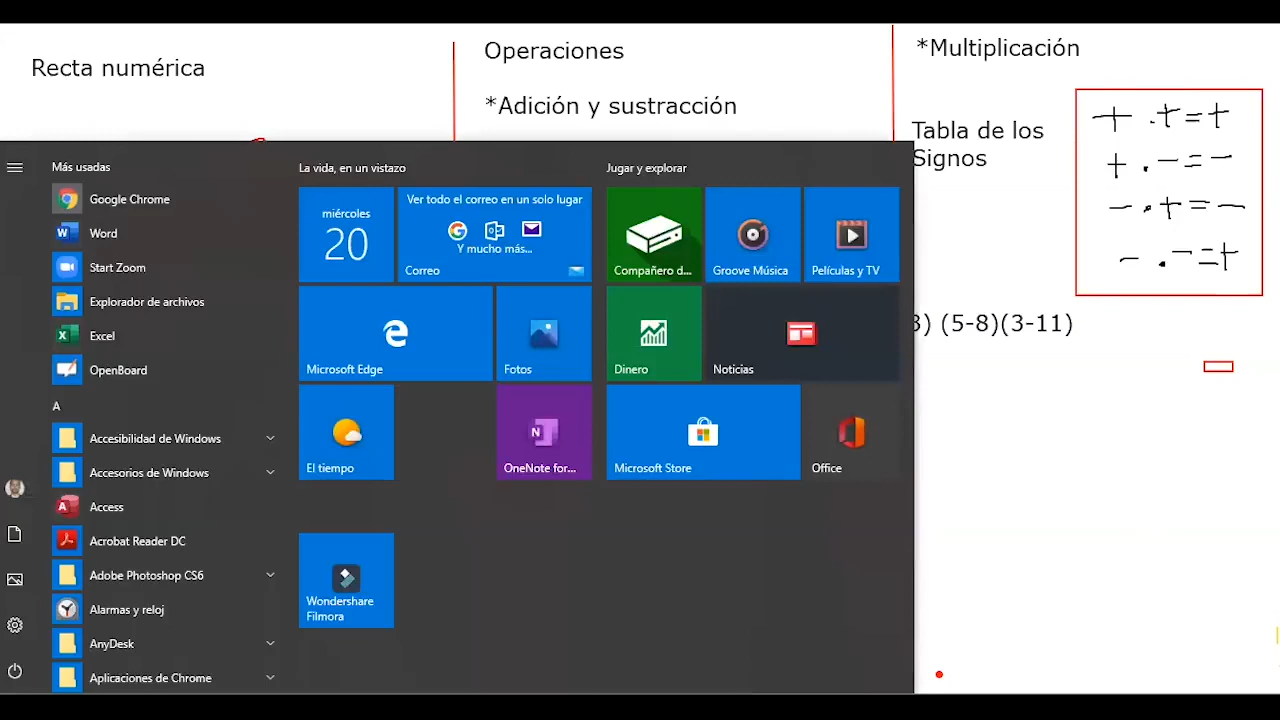 Recta numérica
Operaciones
*Adición y sustracción
*Multiplicación
Tabla de los
Signos
+ . + = +
+ . - = -
- . + = -
- . - = +
3) (5-8)(3-11)
Más usadas
Google Chrome
Word
Start Zoom
Explorador de archivos
Excel
OpenBoard
A
Accesibilidad de Windows
Accesorios de Windows
Access
Acrobat Reader DC
Adobe Photoshop CS6
Alarmas y reloj
AnyDesk
Aplicaciones de Chrome
La vida, en un vistazo
miércoles
20
Ver todo el correo en un solo lugar
Y mucho más...
Correo
Microsoft Edge
Fotos
El tiempo
OneNote for...
Wondershare
Filmora
Jugar y explorar
Compañero d...
Groove Música
Películas y TV
Dinero
Noticias
Microsoft Store
Office